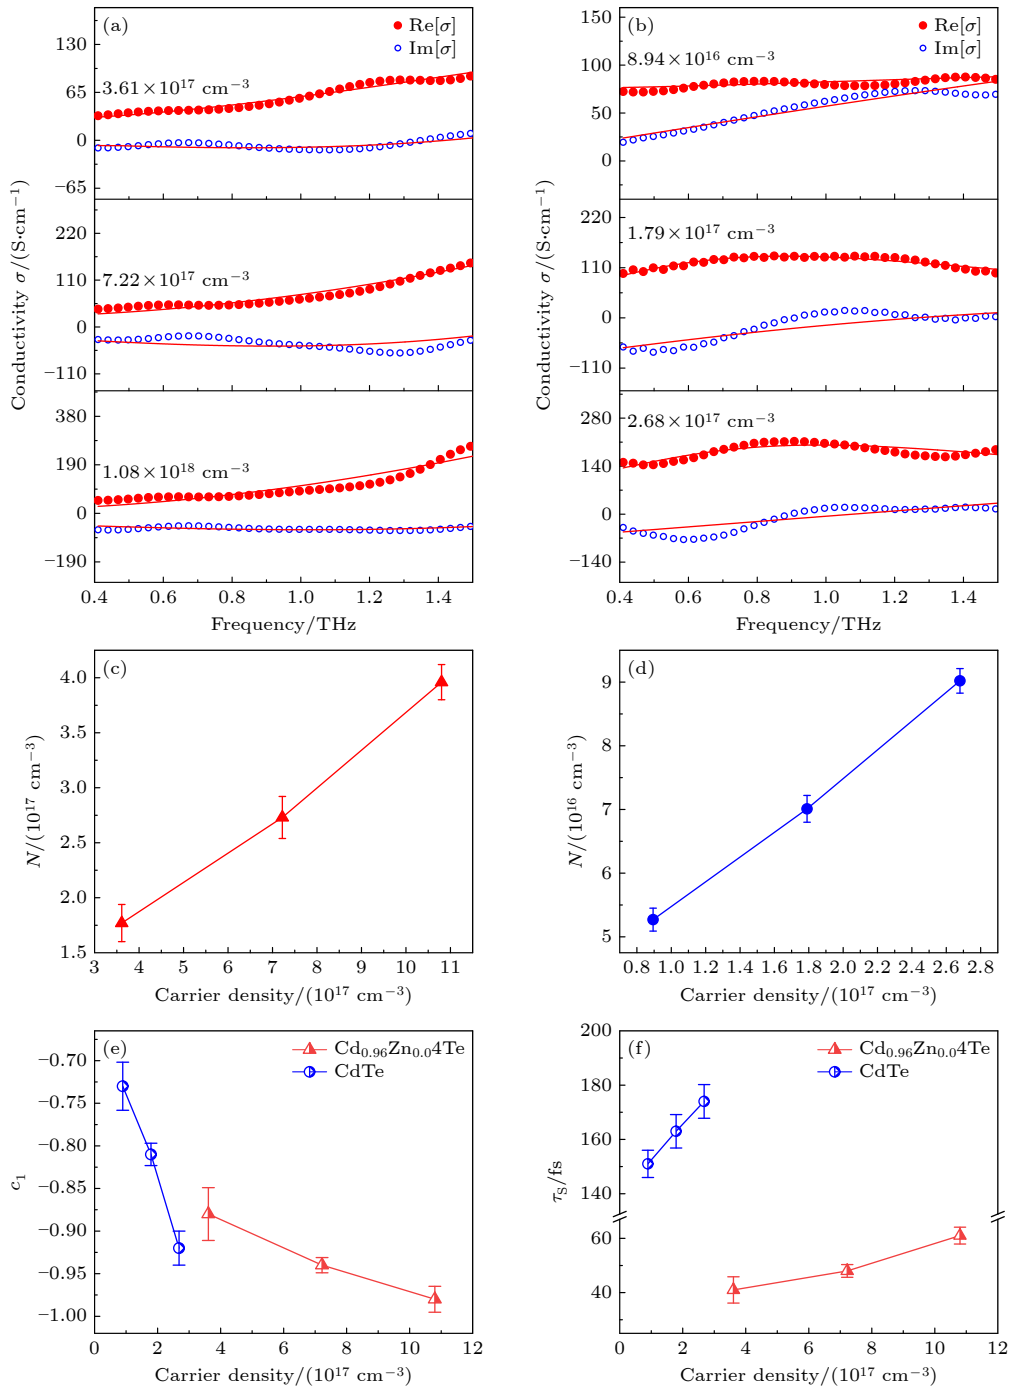 (a)
Re[σ]
Im[σ]
3.61×10¹⁷ cm⁻³
130
65
0
−65
7.22×10¹⁷ cm⁻³
220
110
0
−110
1.08×10¹⁸ cm⁻³
380
190
0
−190
0.4 0.6 0.8 1.0 1.2 1.4
Frequency/THz
Conductivity σ/(S·cm⁻¹)
(b)
Re[σ]
Im[σ]
8.94×10¹⁶ cm⁻³
150
100
50
0
1.79×10¹⁷ cm⁻³
220
110
0
−110
2.68×10¹⁷ cm⁻³
280
140
0
−140
0.4 0.6 0.8 1.0 1.2 1.4
Frequency/THz
Conductivity σ/(S·cm⁻¹)
(c)
4.0
3.5
3.0
2.5
2.0
1.5
3 4 5 6 7 8 9 10 11
Carrier density/(10¹⁷ cm⁻³)
N/(10¹⁷ cm⁻³)
(d)
9
8
7
6
5
0.8 1.0 1.2 1.4 1.6 1.8 2.0 2.2 2.4 2.6 2.8
Carrier density/(10¹⁷ cm⁻³)
N/(10¹⁶ cm⁻³)
(e)
Cd₀.₉₆Zn₀.₀4Te
CdTe
−0.70
−0.75
−0.80
−0.85
−0.90
−0.95
−1.00
0 2 4 6 8 10 12
Carrier density/(10¹⁷ cm⁻³)
c₁
(f)
Cd₀.₉₆Zn₀.₀4Te
CdTe
200
180
160
150
60
40
0 2 4 6 8 10 12
Carrier density/(10¹⁷ cm⁻³)
τS/fs